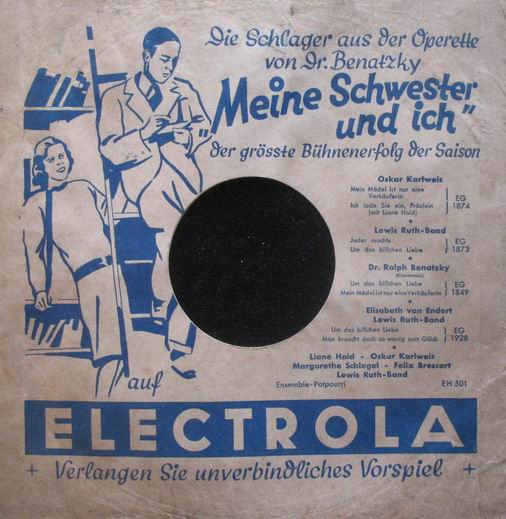 Die Schlager aus der Operette
von Dr. Benatzky
Meine Schwester
und ich"
der grösste Bühnenerfolg der Saison
Oskar Karlweis
Mein Mädel ist nur eine
Verkäuferin
Ich lade Sie ein, Fräulein
(mit Liane Haid)
EG
1874
Lewis Ruth-Band
Jeder machts
Um das bißchen Liebe
EG
1873
Dr. Ralph Benatzky
(Klaviersolo)
Um das bißchen Liebe
Mein Mädel ist nur eine Verkäuferin
EG
1849
Elisabeth van Endert
Lewis Ruth-Band
Um das bißchen Liebe
Man braucht doch so wenig zum Glück
EG
1928
Liane Haid - Oskar Karlweis
Margarethe Schlegel - Felix Bressart
Lewis Ruth-Band
Ensemble-Potpourri EH 501
auf
ELECTROLA
+ Verlangen Sie unverbindliches Vorspiel +